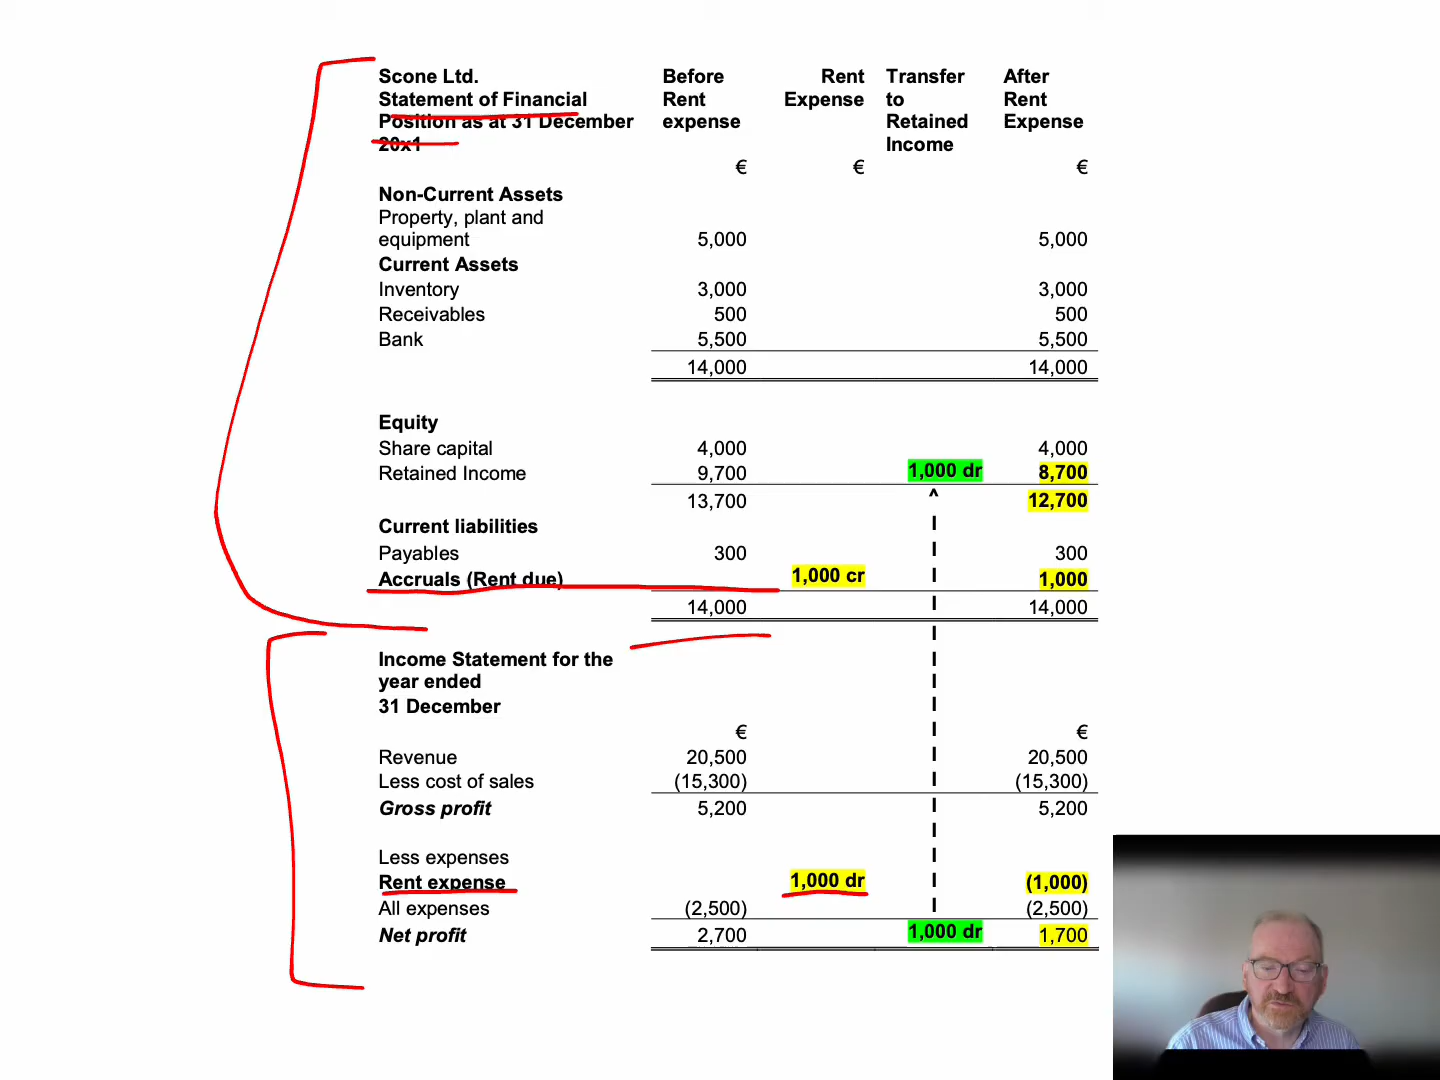 Scone Ltd. Before Rent Transfer After
Statement of Financial Rent Expense to Rent
Position as at 31 December expense Retained Expense
20x1 Income
€ € €
Non-Current Assets
Property, plant and
equipment 5,000 5,000
Current Assets
Inventory 3,000 3,000
Receivables 500 500
Bank 5,500 5,500
14,000 14,000
Equity
Share capital 4,000 4,000
Retained Income 9,700 1,000 dr 8,700
13,700 12,700
Current liabilities
Payables 300 300
Accruals (Rent due) 1,000 cr 1,000
14,000 14,000
Income Statement for the
year ended
31 December
€ €
Revenue 20,500 20,500
Less cost of sales (15,300) (15,300)
Gross profit 5,200 5,200
Less expenses
Rent expense 1,000 dr (1,000)
All expenses (2,500) (2,500)
Net profit 2,700 1,000 dr 1,700